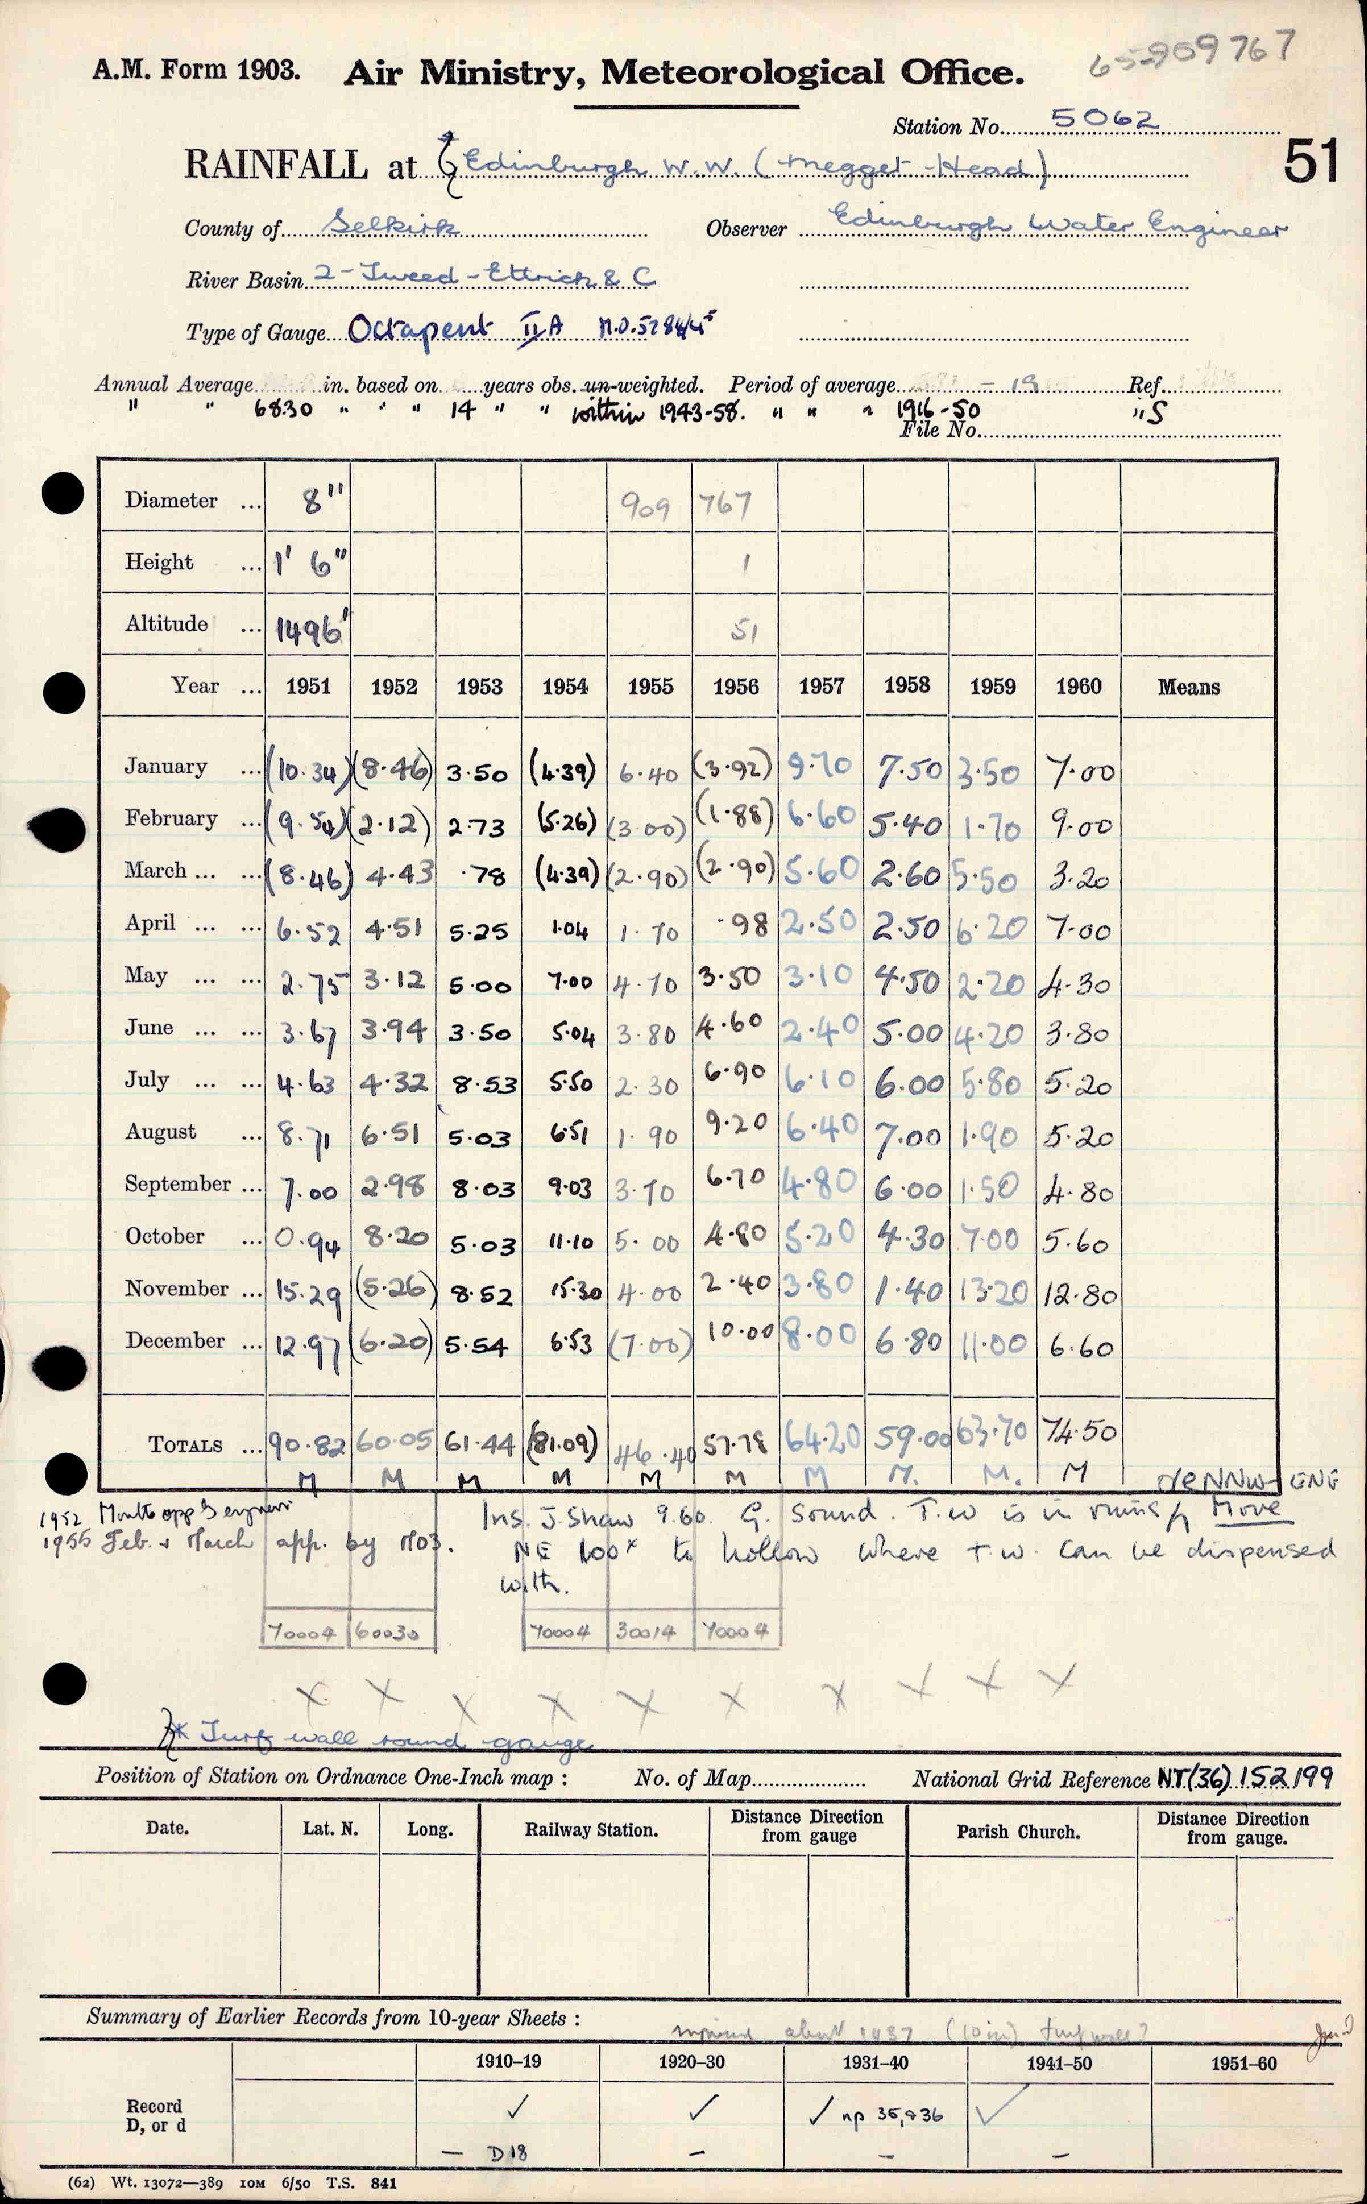 65-909767
A.M. Form 1903. Air Ministry, Meteorological Office.
Station No. 5062
51
RAINFALL at Edinburgh W.W. (Megget Head)
County of Selkirk Observer Edinburgh Water Engineer
River Basin 2-Tweed-Ettrick & C
Type of Gauge Octapent II A M.O.
Annual Average in. based on years obs. un-weighted. Period of average - 19 Ref.
" " 68.30 " " " 14 " " within 1943-58. " " " 1916-50 " S
File No.
Diameter ... 8" 909 767
Height ... 1' 6" 1
Altitude ... 1496' 51
Year ... 1951 1952 1953 1954 1955 1956 1957 1958 1959 1960 Means
January ... (10.34) (8.46) 3.50 (4.39) 6.40 (3.92) 9.70 7.50 3.50 7.00
February ... (9.54) (2.12) 2.73 (5.26) (3.00) (1.88) 6.60 5.40 1.70 9.00
March ... ... (8.46) 4.43 .78 (4.39) (2.90) (2.90) 5.60 2.60 5.50 3.20
April ... ... 6.52 4.51 5.25 1.04 1.70 .98 2.50 2.50 6.20 7.00
May ... ... 2.75 3.12 5.00 7.00 4.70 3.50 3.10 4.50 2.20 4.30
June ... ... 3.67 3.94 3.50 5.04 3.80 4.60 2.40 5.00 4.20 3.80
July ... ... 4.63 4.32 8.53 5.50 2.30 6.90 6.10 6.00 5.80 5.20
August ... 8.71 6.51 5.03 6.51 1.90 9.20 6.40 7.00 1.90 5.20
September ... 7.00 2.98 8.03 9.03 3.70 6.70 4.80 6.00 1.50 4.80
October ... 0.94 8.20 5.03 11.10 5.00 4.80 5.20 4.30 7.00 5.60
November ... 15.29 (5.26) 8.52 15.30 4.00 2.40 3.80 1.40 13.20 12.80
December ... 12.97 (6.20) 5.54 6.53 (7.00) 10.00 8.00 6.80 11.00 6.60
TOTALS ... 90.82 60.05 61.44 (81.09) 46.40 57.78 64.20 59.00 63.70 74.50
M M M M M M M M. M. M NNW- ENE
1952 Months app by engineer Ins. J. Shaw 9.60. G. Sound. T.W is in ruins Move
1955 Feb. & March app. by MO3. NE 100x to hollow where T.W. can be dispensed
with.
70004 60030 70004 30014 70004
X X X X X X X X X X
* Turf wall round gauge
Position of Station on Ordnance One-Inch map : No. of Map National Grid Reference NT(36) 152199
Date. Lat. N. Long. Railway Station. Distance Direction from gauge Parish Church. Distance Direction from gauge.
Summary of Earlier Records from 10-year Sheets : about 1937 (10 in) turf wall?
1910–19 1920–30 1931–40 1941–50 1951–60
Record ✓ ✓ ✓ np 35, 836 ✓
D, or d
— D 18 — — —
(62) Wt. 13072—389 10M 6/50 T.S. 841